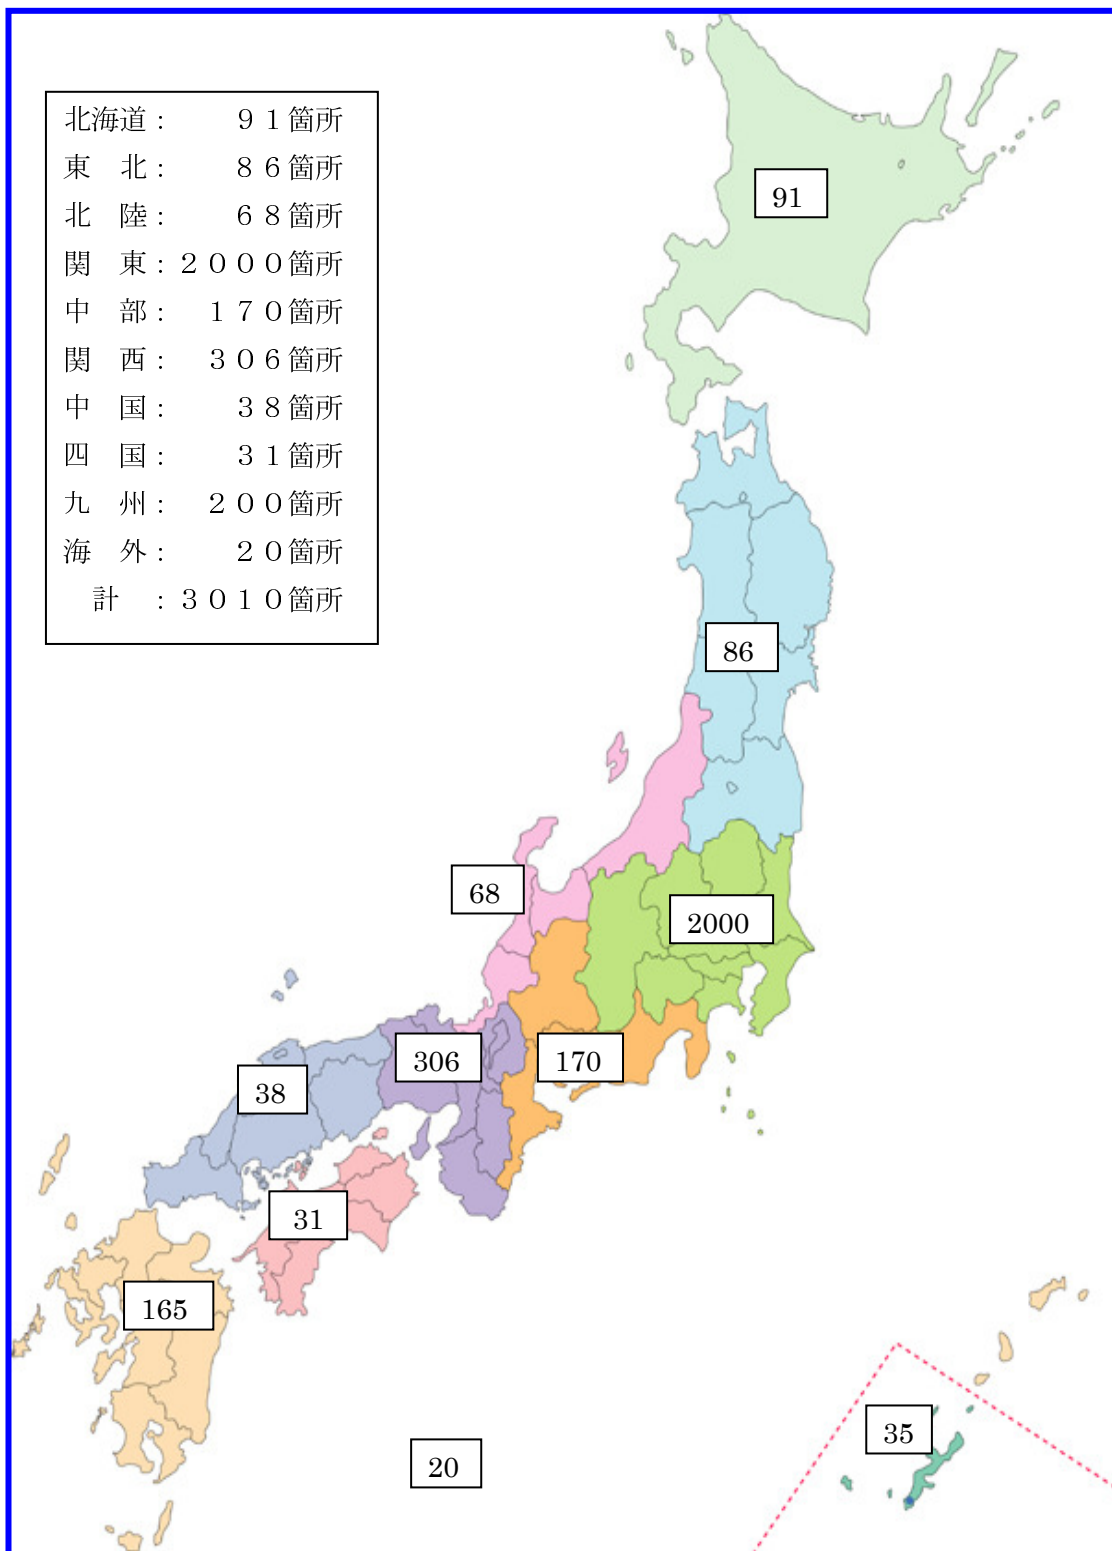 北海道： ９１箇所
東 北： ８６箇所
北 陸： ６８箇所
関 東：２０００箇所
中 部： １７０箇所
関 西： ３０６箇所
中 国： ３８箇所
四 国： ３１箇所
九 州： ２００箇所
海 外： ２０箇所
計 ：３０１０箇所
91
86
68
2000
306
170
38
31
165
35
20